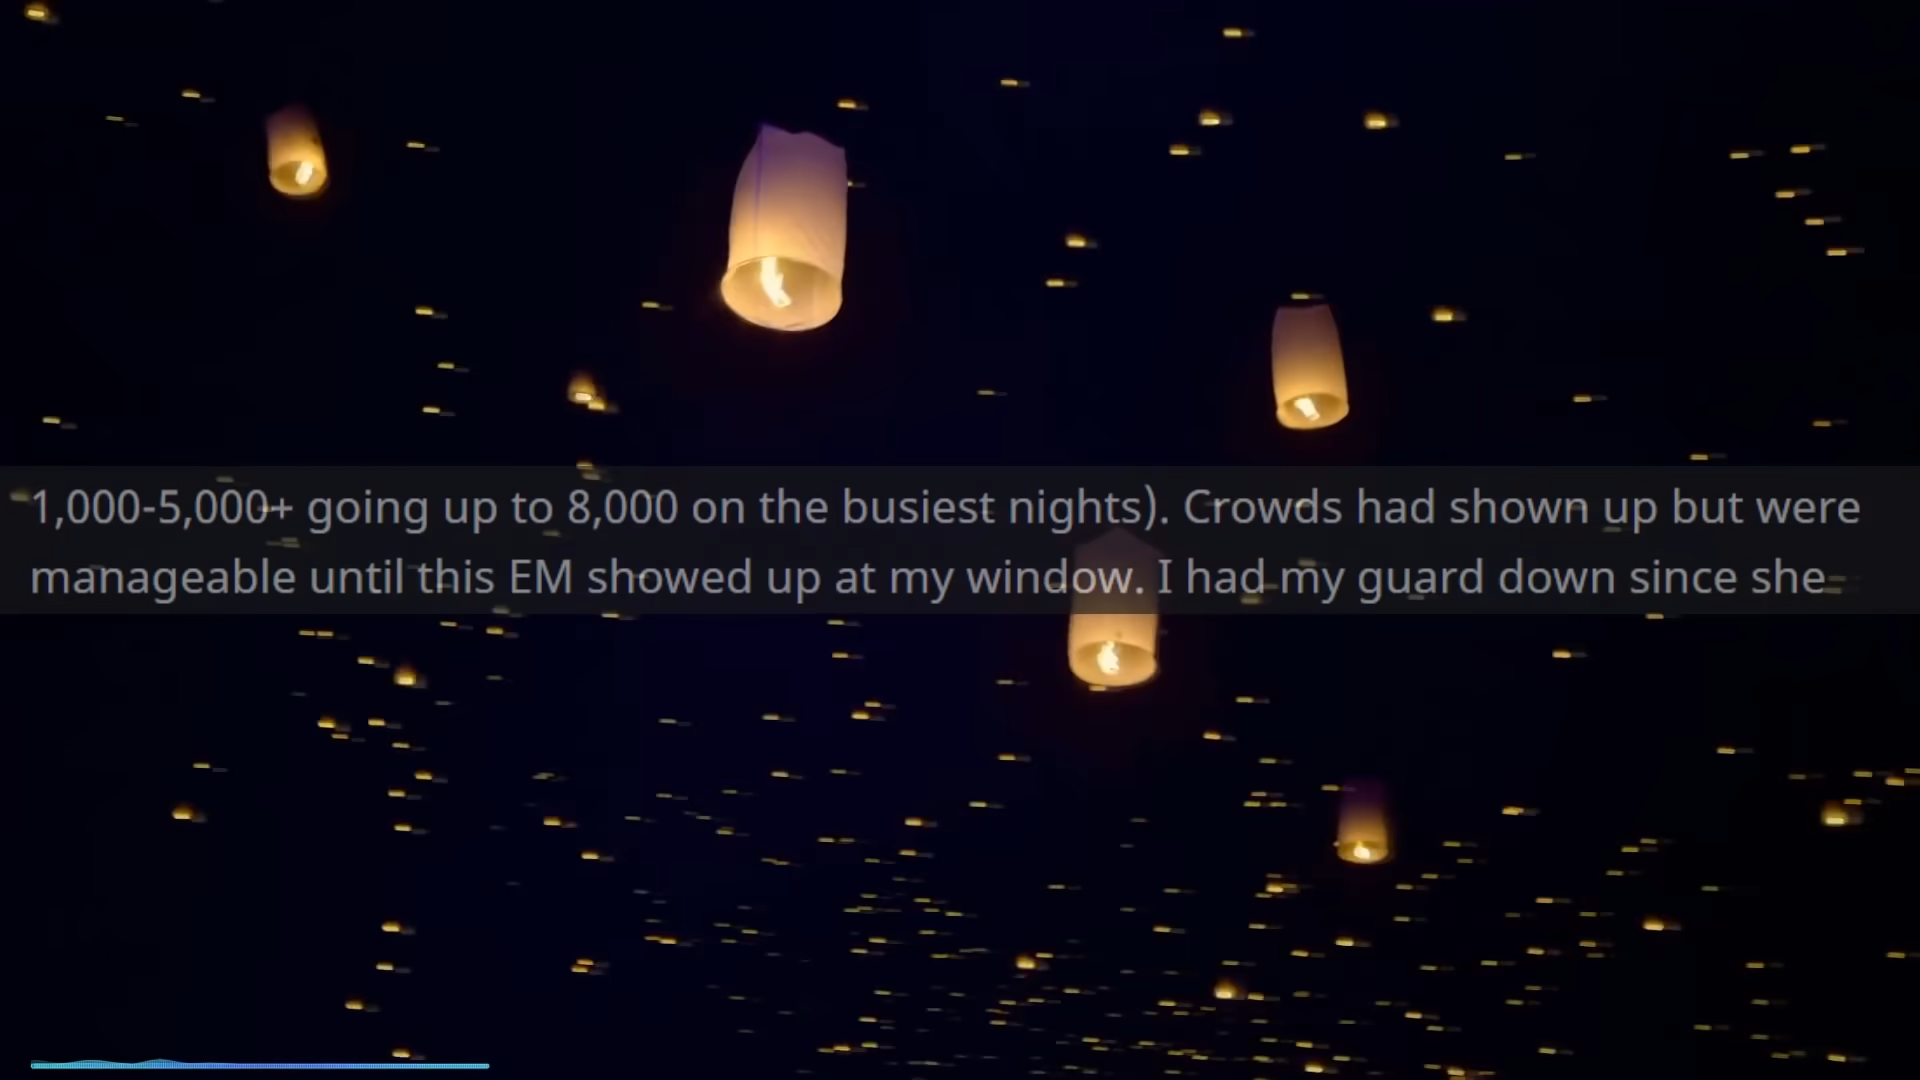 1,000-5,000+ going up to 8,000 on the busiest nights). Crowds had shown up but were
manageable until this EM showed up at my window. I had my guard down since she